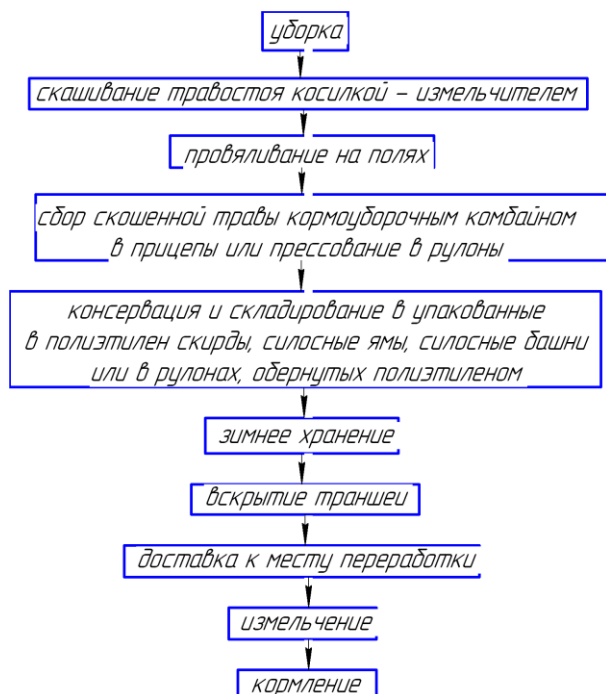 уборка
скашивание травостоя косилкой – измельчителем
провяливание на полях
сбор скошенной травы кормоуборочным комбайном
в прицепы или прессование в рулоны
консервация и складирование в упакованные
в полиэтилен скирды, силосные ямы, силосные башни
или в рулонах, обернутых полиэтиленом
зимнее хранение
вскрытие траншеи
доставка к месту переработки
измельчение
кормление